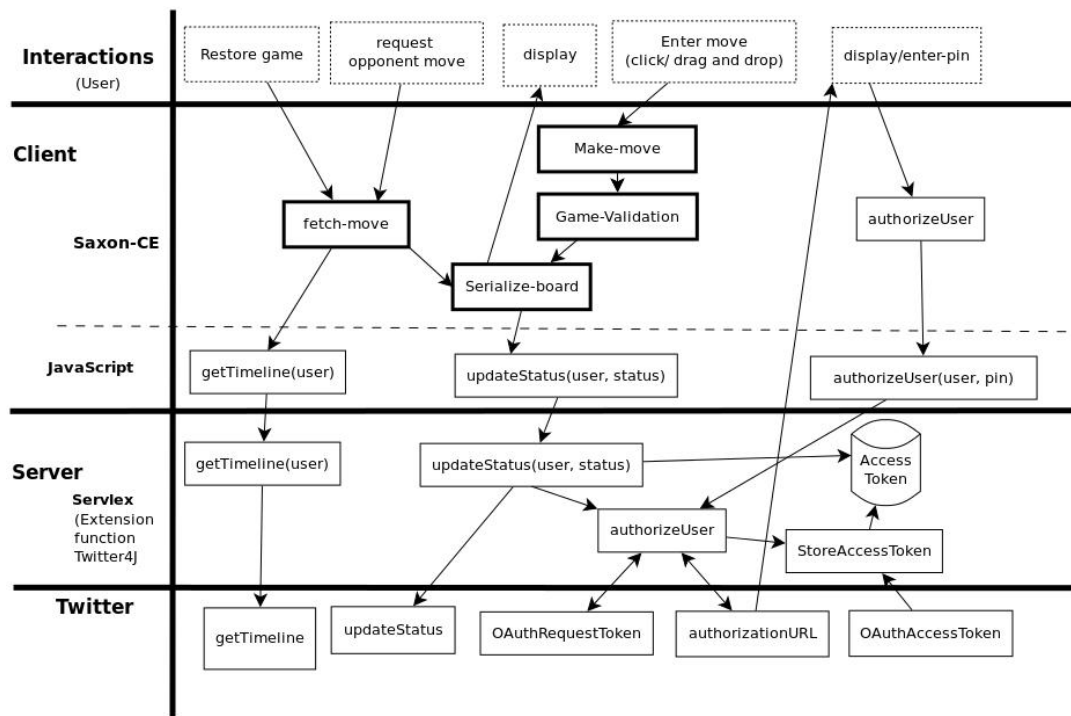 Interactions
(User)
Restore game
request
opponent move
display
Enter move
(click/ drag and drop)
display/enter-pin
Client
Make-move
Saxon-CE
fetch-move
Game-Validation
authorizeUser
Serialize-board
JavaScript
getTimeline(user)
updateStatus(user, status)
authorizeUser(user, pin)
Server
Servlex
(Extension
function
Twitter4J
getTimeline(user)
updateStatus(user, status)
Access
Token
authorizeUser
StoreAccessToken
Twitter
getTimeline
updateStatus
OAuthRequestToken
authorizationURL
OAuthAccessToken